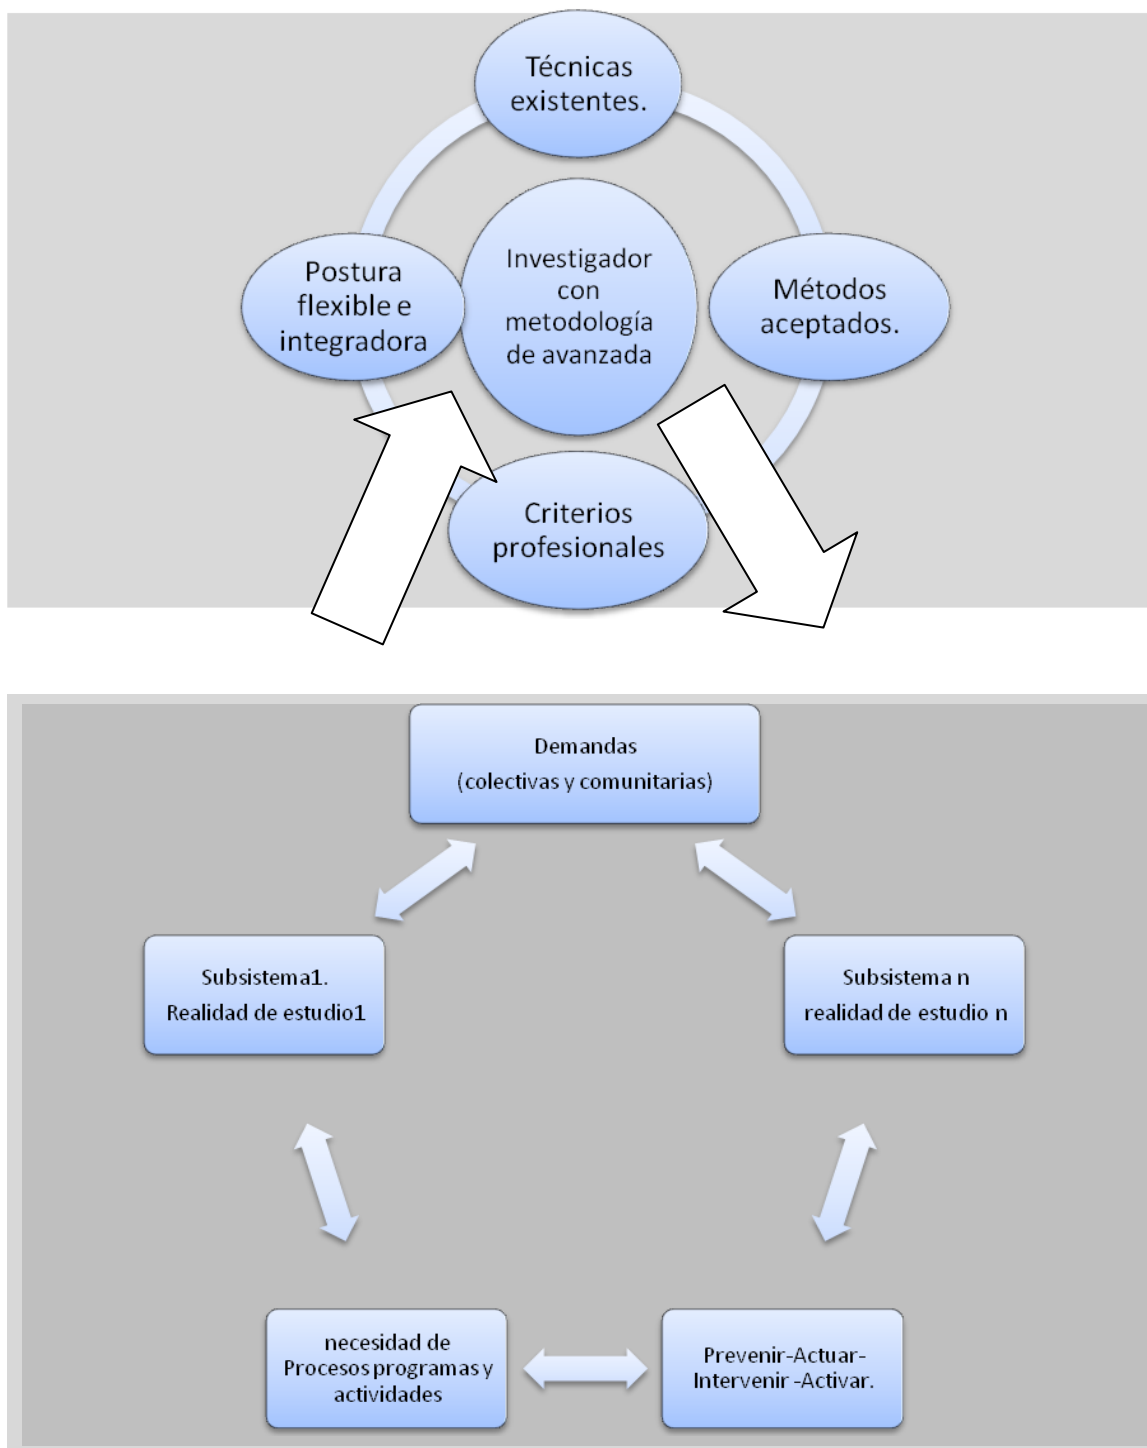 Técnicas
existentes.
Postura
flexible e
integradora
Investigador
con
metodología
de avanzada
Métodos
aceptados.
Criterios
profesionales
Demandas
(colectivas y comunitarias)
Subsistema1.
Realidad de estudio1
Subsistema n
realidad de estudio n
necesidad de
Procesos programas y
actividades
Prevenir-Actuar-
Intervenir -Activar.